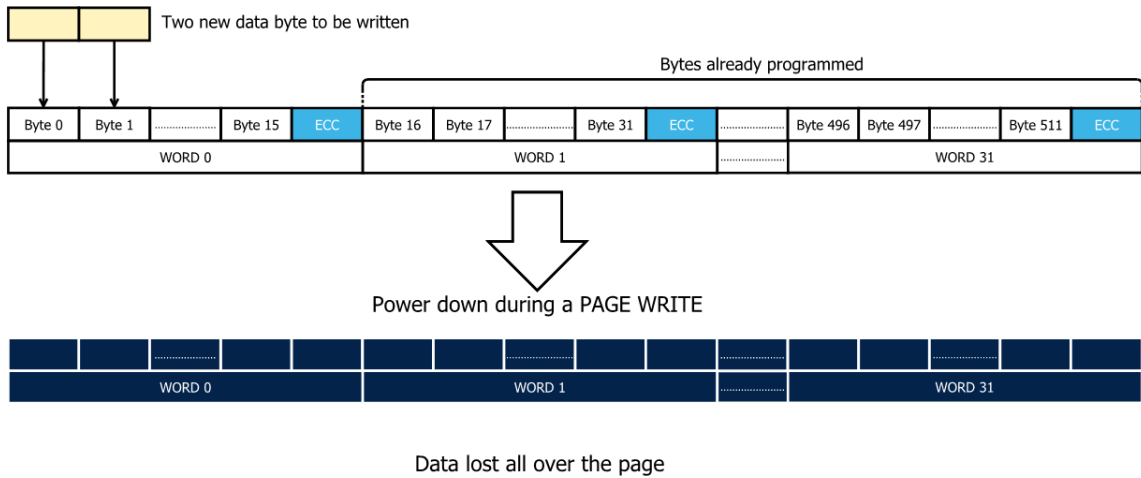 Two new data byte to be written
Bytes already programmed
Byte 0 Byte 1 .................. Byte 15 ECC Byte 16 Byte 17 .................. Byte 31 ECC .................. Byte 496 Byte 497 .................. Byte 511 ECC
WORD 0 WORD 1 .................. WORD 31
Power down during a PAGE WRITE
.................. .................. .................. ..................
WORD 0 WORD 1 .................. WORD 31
Data lost all over the page